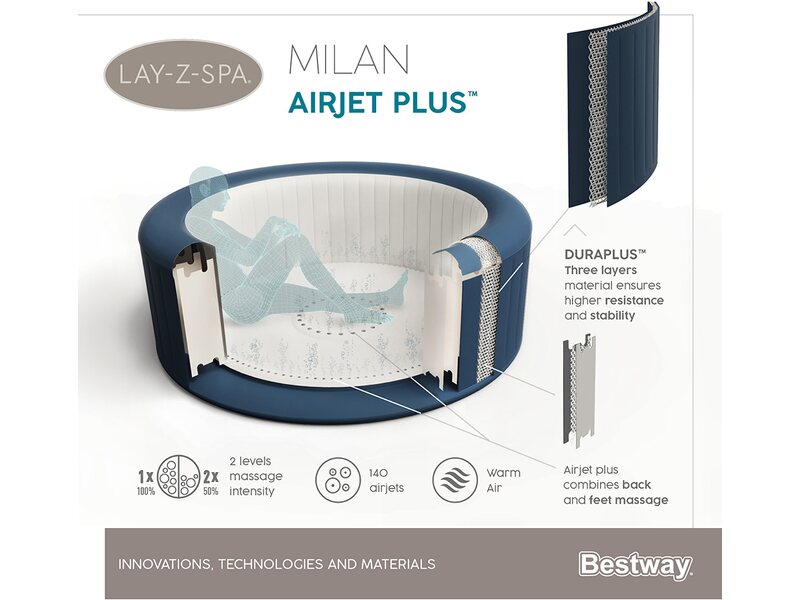 LAY-Z-SPA®
MILAN
AIRJET PLUS™
DURAPLUS™
Three layers
material ensures
higher resistance
and stability
1x
100%
2x
50%
2 levels
massage
intensity
140
airjets
Warm
Air
Airjet plus
combines back
and feet massage
INNOVATIONS, TECHNOLOGIES AND MATERIALS
Bestway®